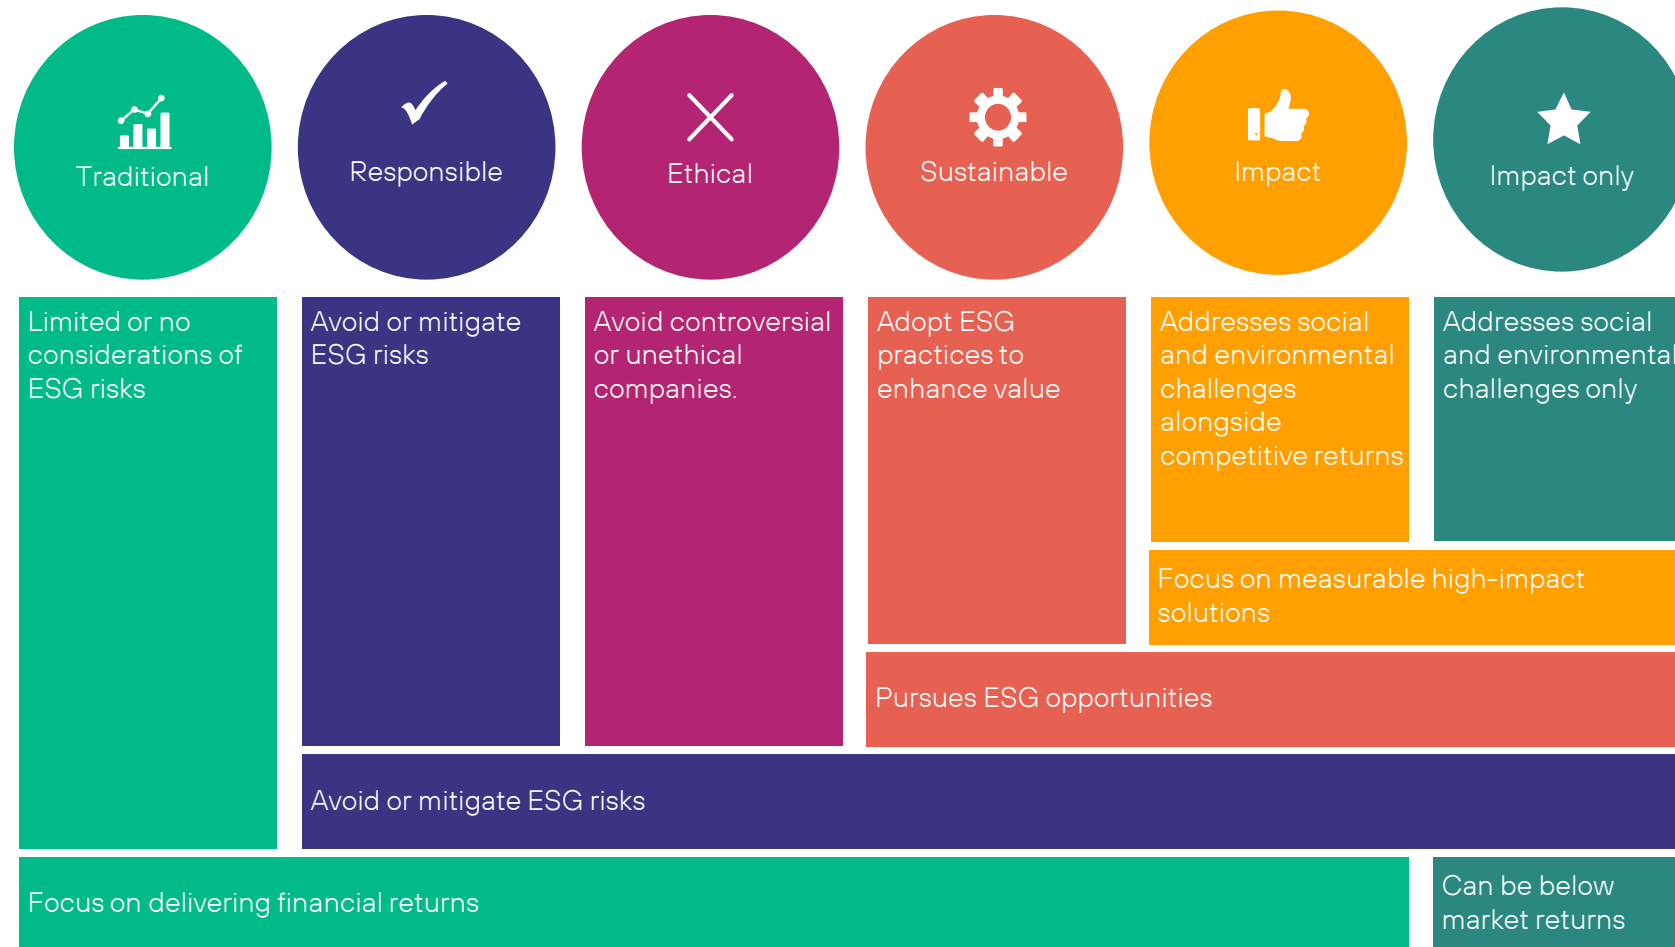 Traditional
Responsible
Ethical
Sustainable
Impact
Impact only
Limited or no
considerations of
ESG risks
Avoid or mitigate
ESG risks
Avoid controversial
or unethical
companies.
Adopt ESG
practices to
enhance value
Addresses social
and environmental
challenges
alongside
competitive returns
Addresses social
and environmental
challenges only
Focus on measurable high-impact
solutions
Pursues ESG opportunities
Avoid or mitigate ESG risks
Focus on delivering financial returns
Can be below
market returns